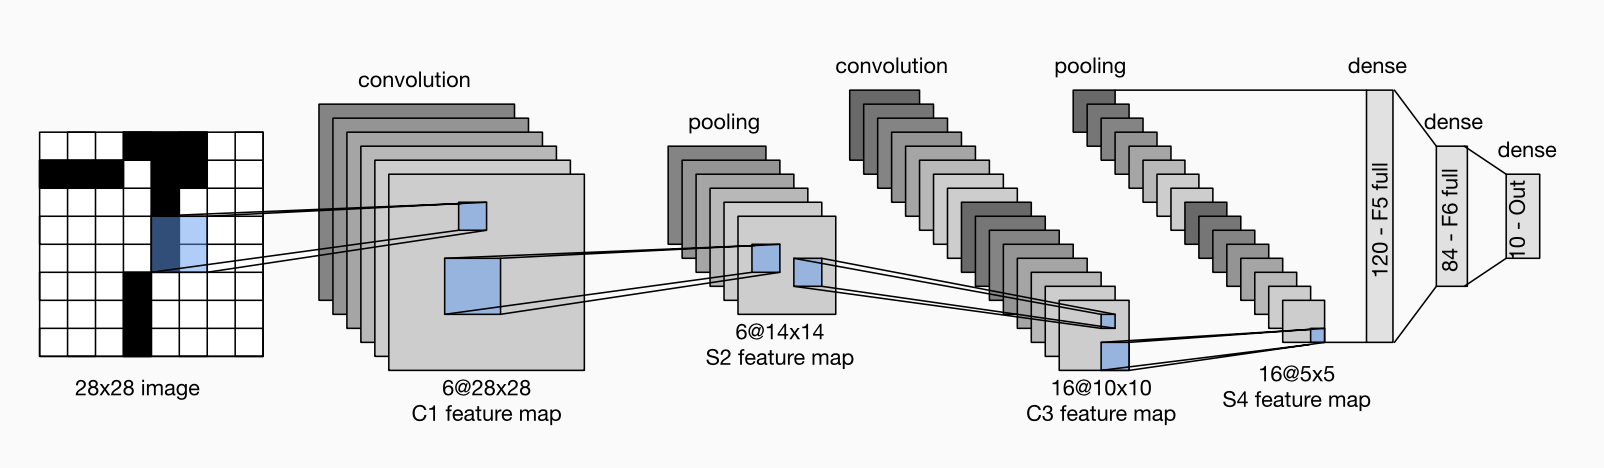 convolution
pooling
convolution
pooling
dense
dense
dense
28x28 image
6@28x28
C1 feature map
6@14x14
S2 feature map
16@10x10
C3 feature map
16@5x5
S4 feature map
120 - F5 full
84 - F6 full
10 - Out